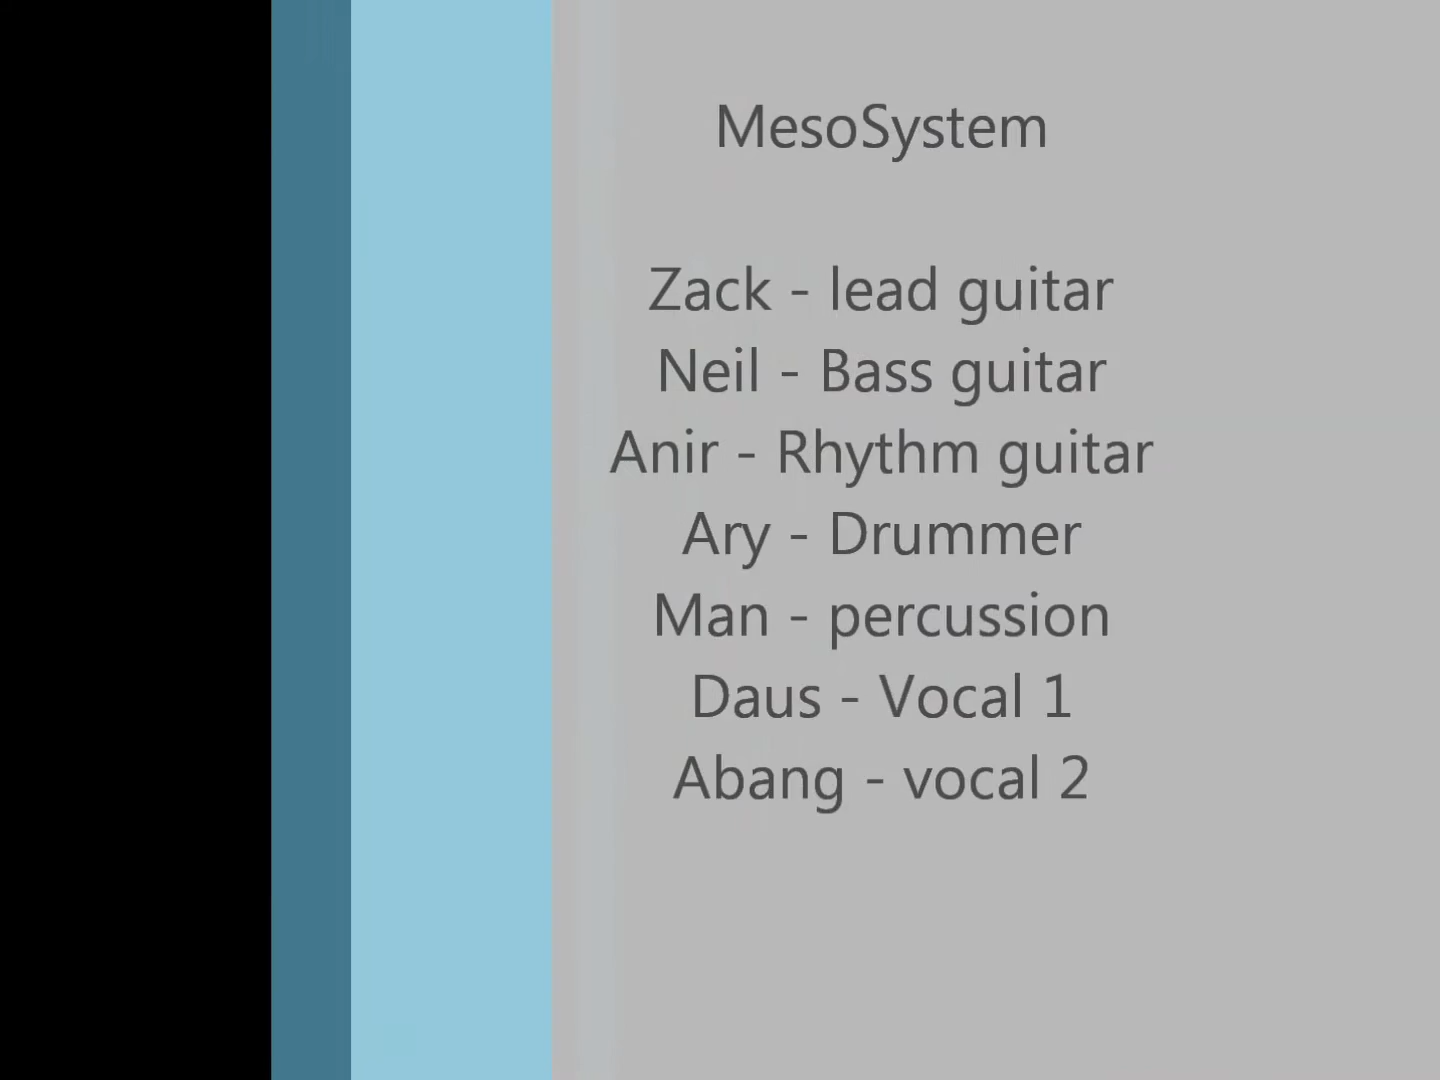 MesoSystem
Zack - lead guitar
Neil - Bass guitar
Anir - Rhythm guitar
Ary - Drummer
Man - percussion
Daus - Vocal 1
Abang - vocal 2